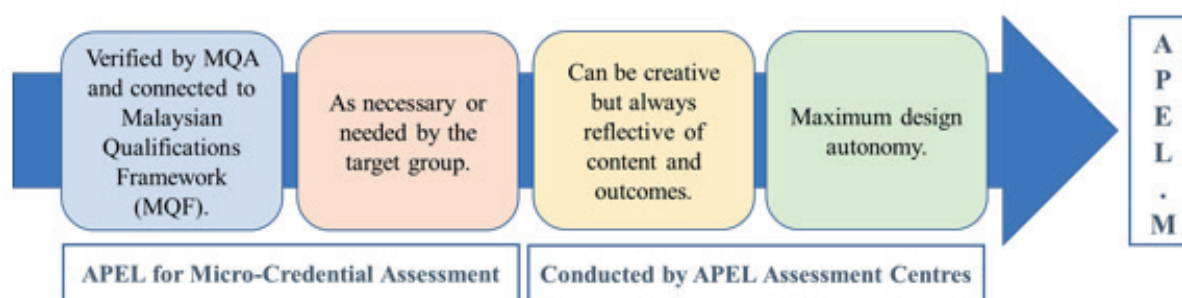 Verified by MQA
and connected to
Malaysian
Qualifications
Framework
(MQF).
As necessary or
needed by the
target group.
Can be creative
but always
reflective of
content and
outcomes.
Maximum design
autonomy.
A
P
E
L
.
M
APEL for Micro-Credential Assessment
Conducted by APEL Assessment Centres